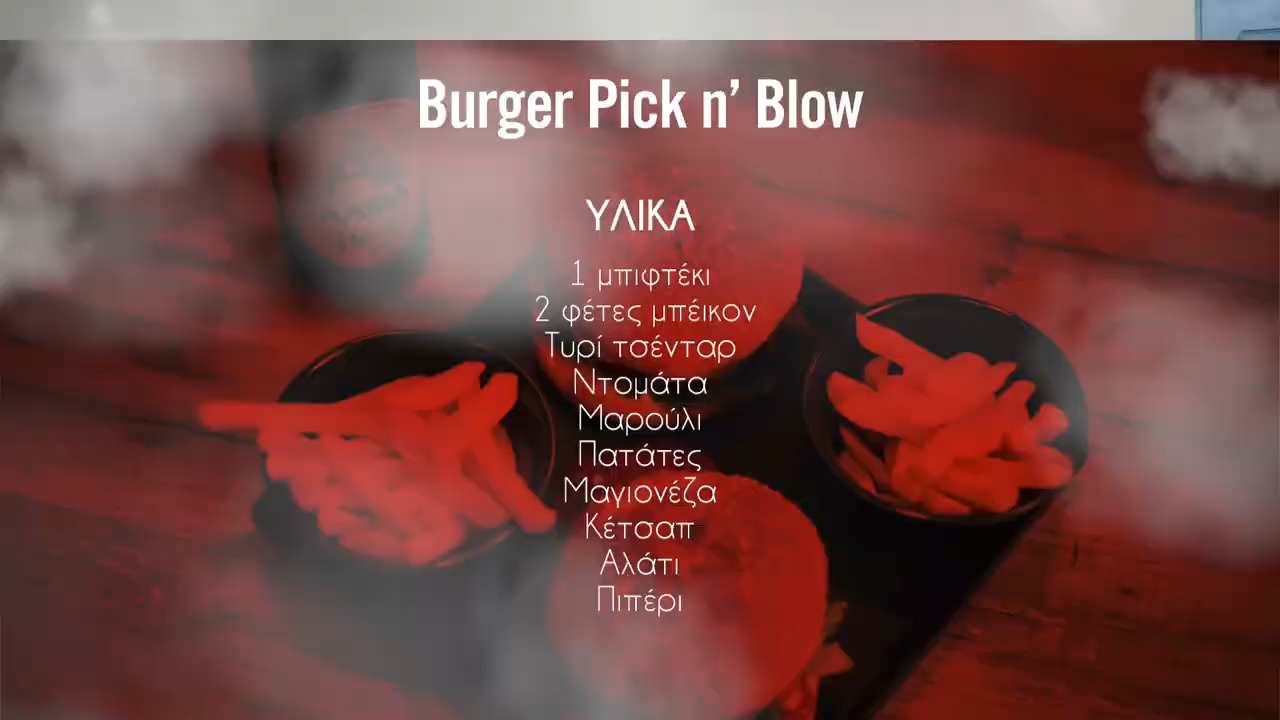 Burger Pick n’ Blow
ΥΛΙΚΑ
1 μπιφτέκι
2 φέτες μπέικον
Τυρί τσένταρ
Ντομάτα
Μαρούλι
Πατάτες
Μαγιονέζα
Κέτσαπ
Αλάτι
Πιπέρι